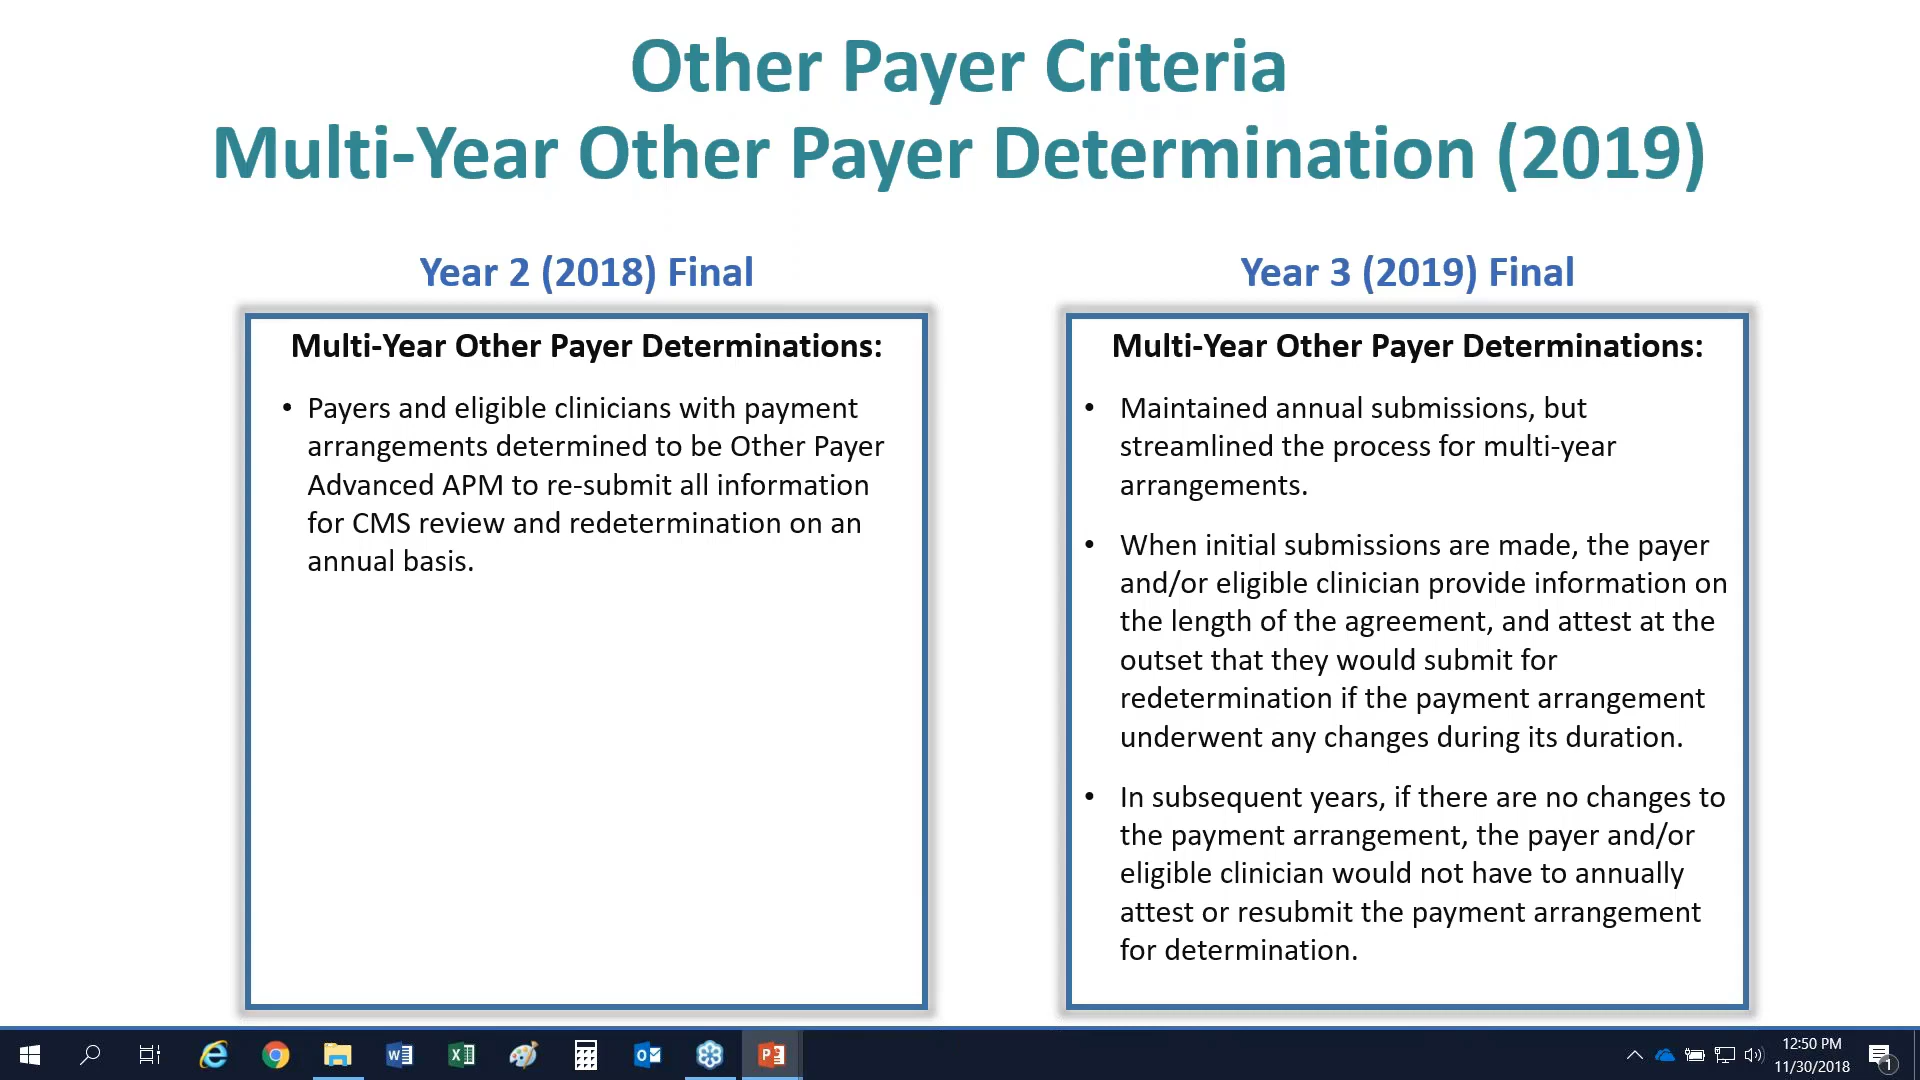 Other Payer Criteria
Multi-Year Other Payer Determination (2019)
Year 2 (2018) Final
Multi-Year Other Payer Determinations:
• Payers and eligible clinicians with payment
arrangements determined to be Other Payer
Advanced APM to re-submit all information
for CMS review and redetermination on an
annual basis.
Year 3 (2019) Final
Multi-Year Other Payer Determinations:
• Maintained annual submissions, but
streamlined the process for multi-year
arrangements.
• When initial submissions are made, the payer
and/or eligible clinician provide information on
the length of the agreement, and attest at the
outset that they would submit for
redetermination if the payment arrangement
underwent any changes during its duration.
• In subsequent years, if there are no changes to
the payment arrangement, the payer and/or
eligible clinician would not have to annually
attest or resubmit the payment arrangement
for determination.
12:50 PM
11/30/2018
1